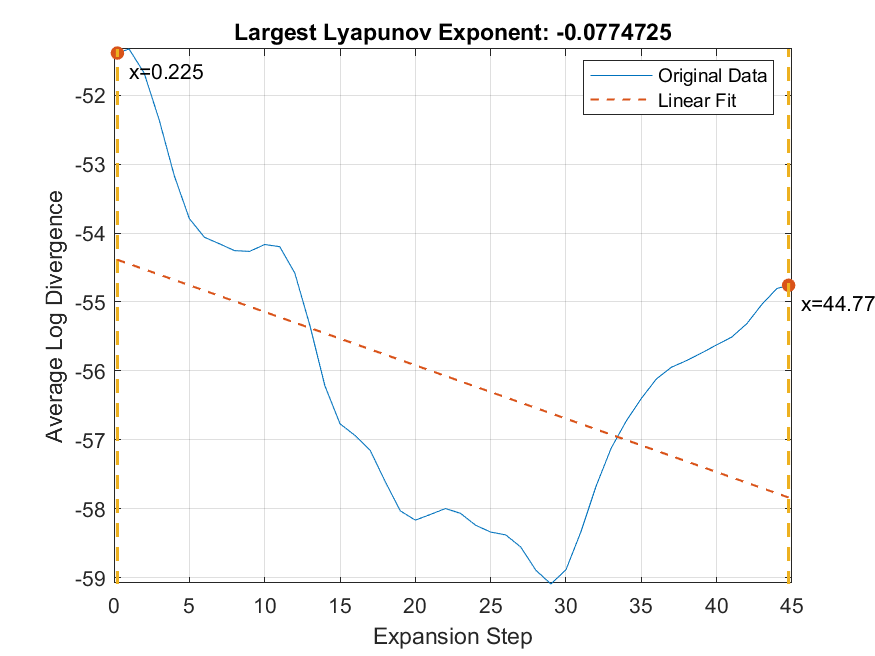 Largest Lyapunov Exponent: -0.0774725
x=0.225
Original Data
Linear Fit
-52
-53
-54
-55
-56
-57
-58
-59
Average Log Divergence
x=44.77
0 5 10 15 20 25 30 35 40 45
Expansion Step